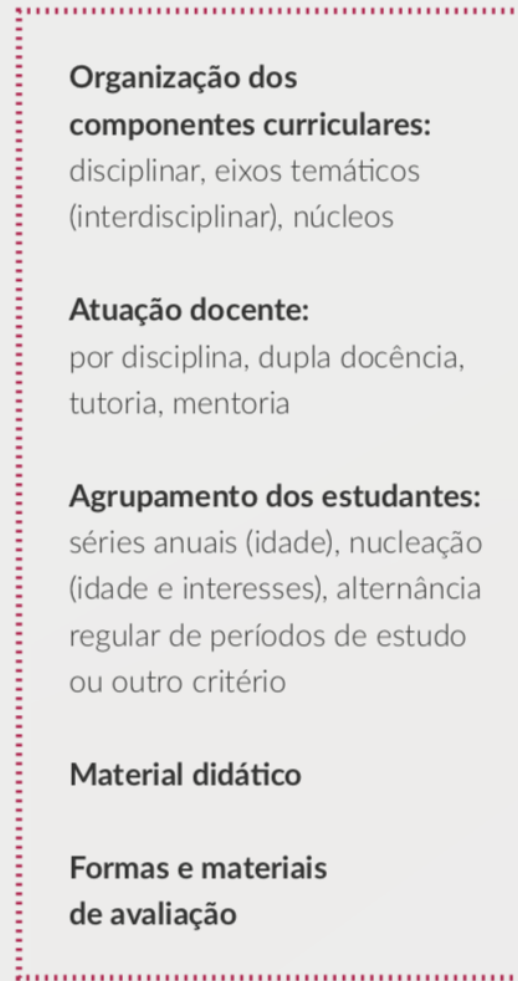 Organização dos
componentes curriculares:
disciplinar, eixos temáticos
(interdisciplinar), núcleos
Atuação docente:
por disciplina, dupla docência,
tutoria, mentoria
Agrupamento dos estudantes:
séries anuais (idade), nucleação
(idade e interesses), alternância
regular de períodos de estudo
ou outro critério
Material didático
Formas e materiais
de avaliação